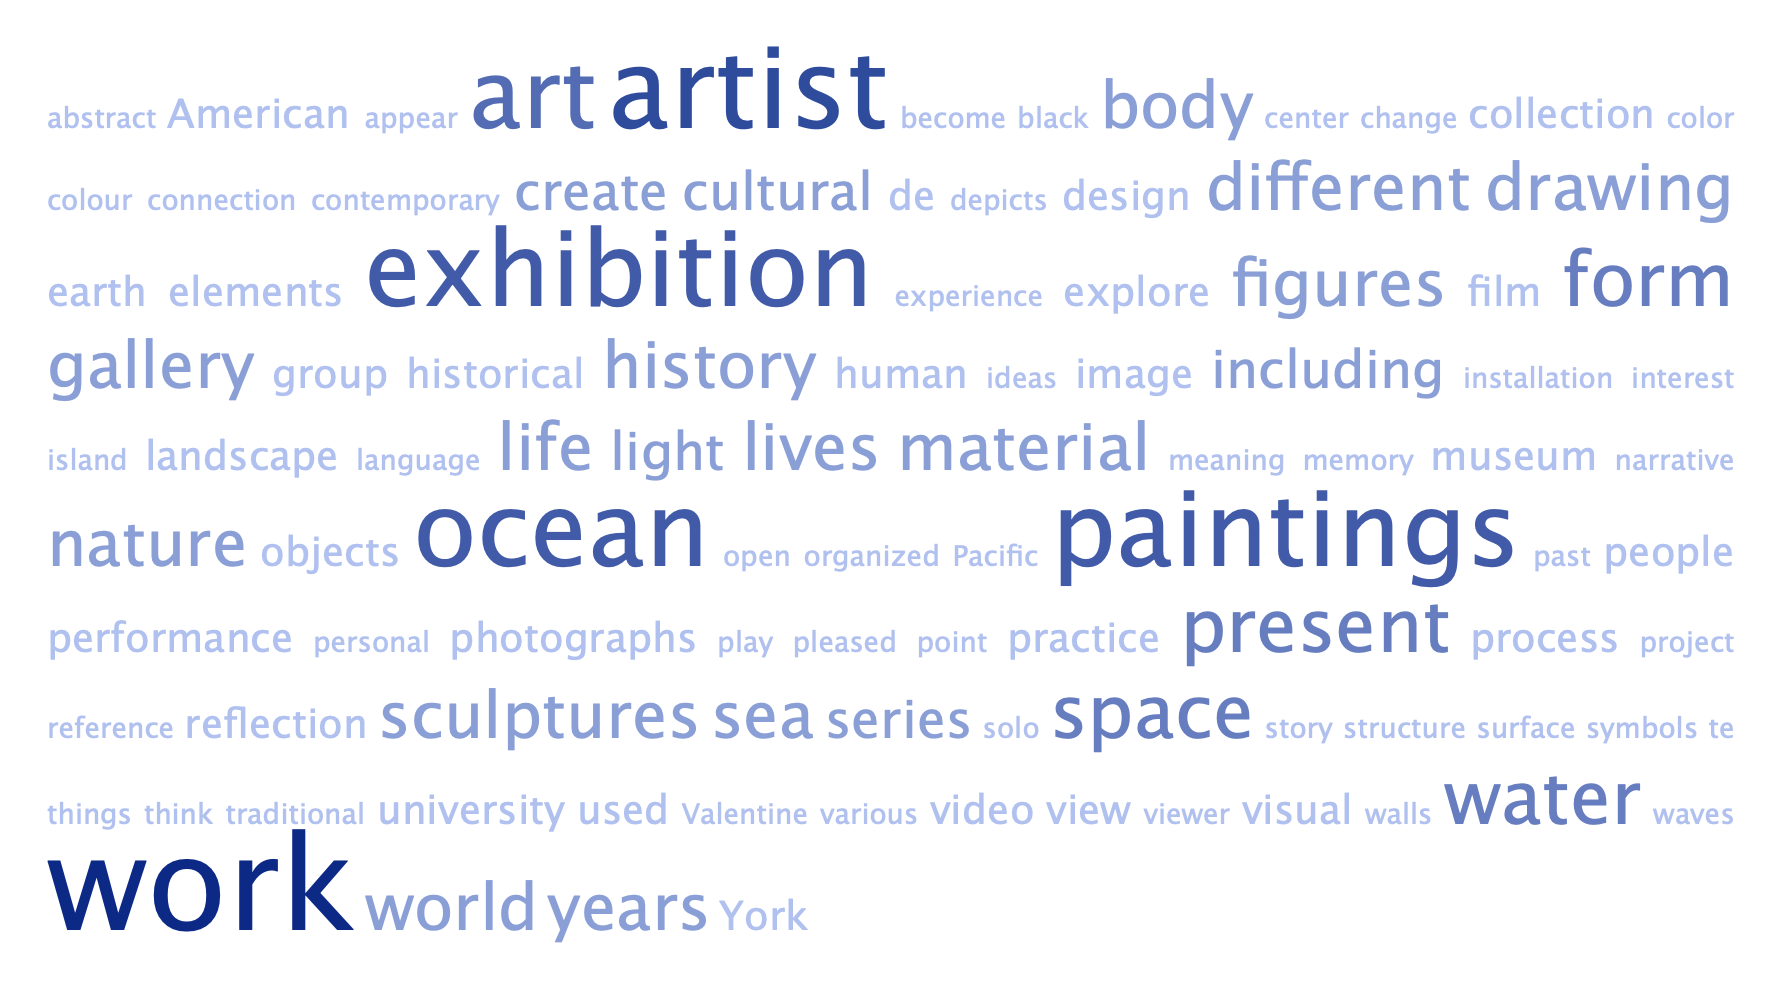 abstract American appear art artist become black body center change collection color
colour connection contemporary create cultural de depicts design different drawing
earth elements exhibition experience explore figures film form
gallery group historical history human ideas image including installation interest
island landscape language life light lives material meaning memory museum narrative
nature objects ocean open organized Pacific paintings past people
performance personal photographs play pleased point practice present process project
reference reflection sculptures sea series solo space story structure surface symbols te
things think traditional university used Valentine various video view viewer visual walls water waves
work world years York